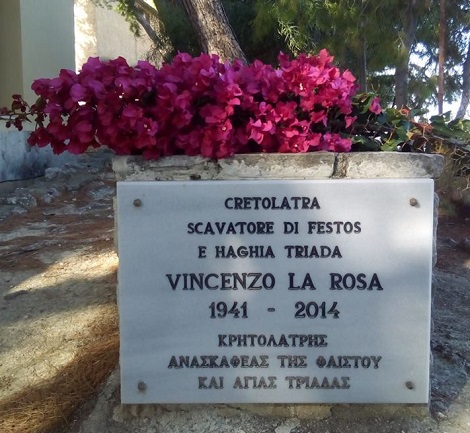 CRETOLATRA
SCAVATORE DI FESTOS
E HAGHIA TRIADA
VINCENZO LA ROSA
1941 - 2014
ΚΡΗΤΟΛΑΤΡΗΣ
ΑΝΑΣΚΑΦΕΑΣ ΤΗΣ ΦΑΙΣΤΟΥ
ΚΑΙ ΑΓΙΑΣ ΤΡΙΑΔΑΣ